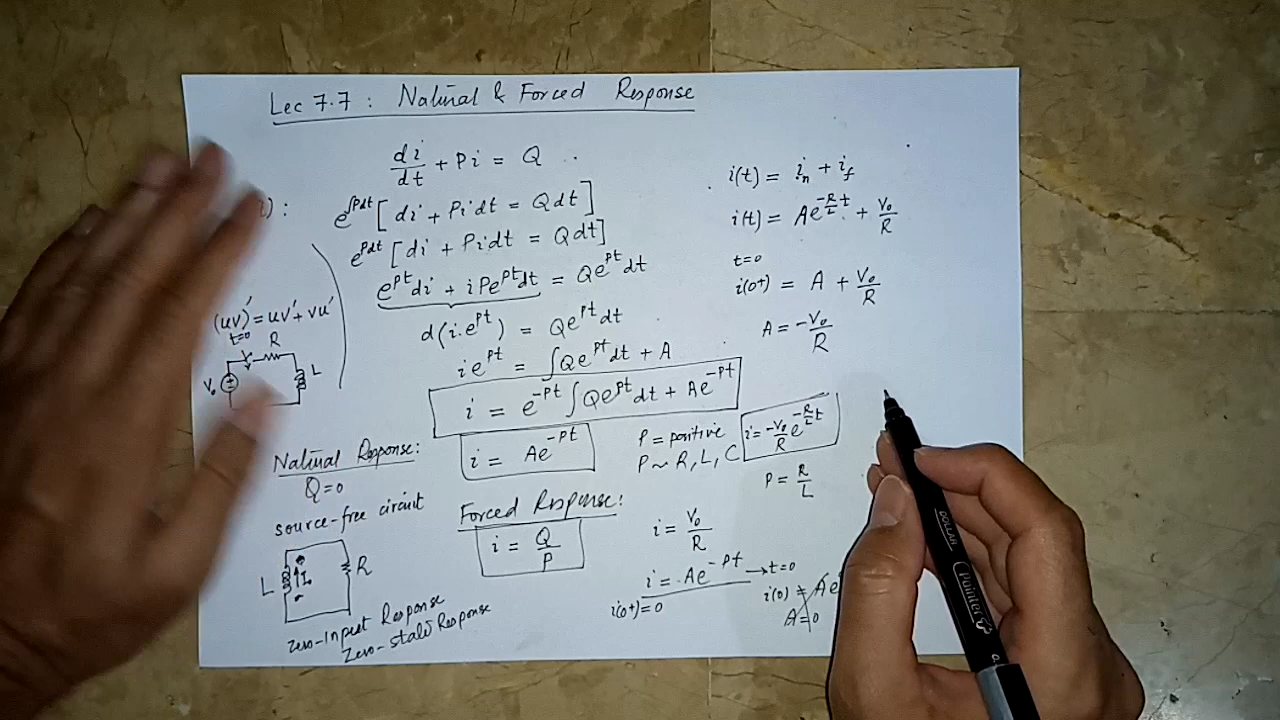 Lec 7.7 : Natural & Forced Response
di/dt + Pi = Q
e^∫Pdt [di + Pidt = Qdt]
e^Pdt [di + Pidt = Qdt]
e^Pt di + iPe^Pt dt = Qe^Pt dt
(uv)' = uv' + vu'
d(i.e^Pt) = Qe^Pt dt
ie^Pt = ∫Qe^Pt dt + A
i = e^-Pt ∫Qe^Pt dt + Ae^-Pt
t=0
R
L
V₀
Natural Response:
Q=0
source-free circuit
i = Ae^-Pt
P = positive
P ~ R, L, C
L
I₀
R
zero-input Response
zero-state Response
Forced Response:
i = Q/P
i(t) = i_n + i_f
i(t) = Ae^-R/L t + V₀/R
t=0
i(0+) = A + V₀/R
A = -V₀/R
i = -V₀/R e^-R/L t
P = R/L
i = V₀/R
i = Ae^-Pt → t=0
i(0+) = 0
i(0) = Ae
A=0
DOLLAR
Pointer